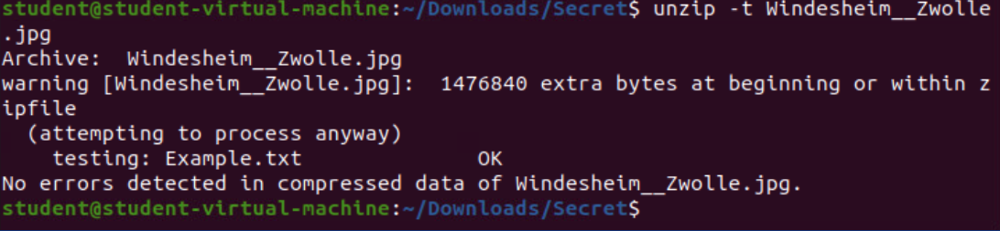 student@student-virtual-machine:~/Downloads/Secret$ unzip -t Windesheim__Zwolle
.jpg
Archive:  Windesheim__Zwolle.jpg
warning [Windesheim__Zwolle.jpg]:  1476840 extra bytes at beginning or within z
ipfile
  (attempting to process anyway)
    testing: Example.txt              OK
No errors detected in compressed data of Windesheim__Zwolle.jpg.
student@student-virtual-machine:~/Downloads/Secret$